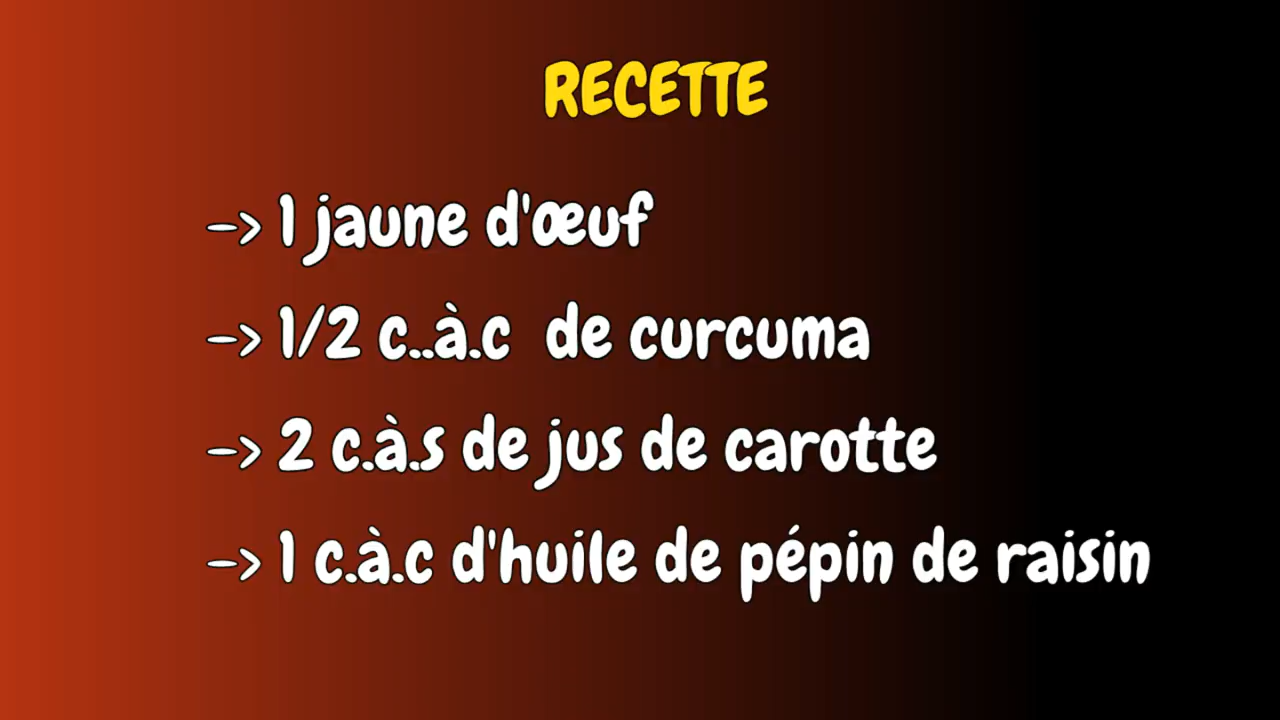 RECETTE
--> 1 jaune d'œuf
--> 1/2 c..à.c de curcuma
--> 2 c.à.s de jus de carotte
--> 1 c.à.c d'huile de pépin de raisin